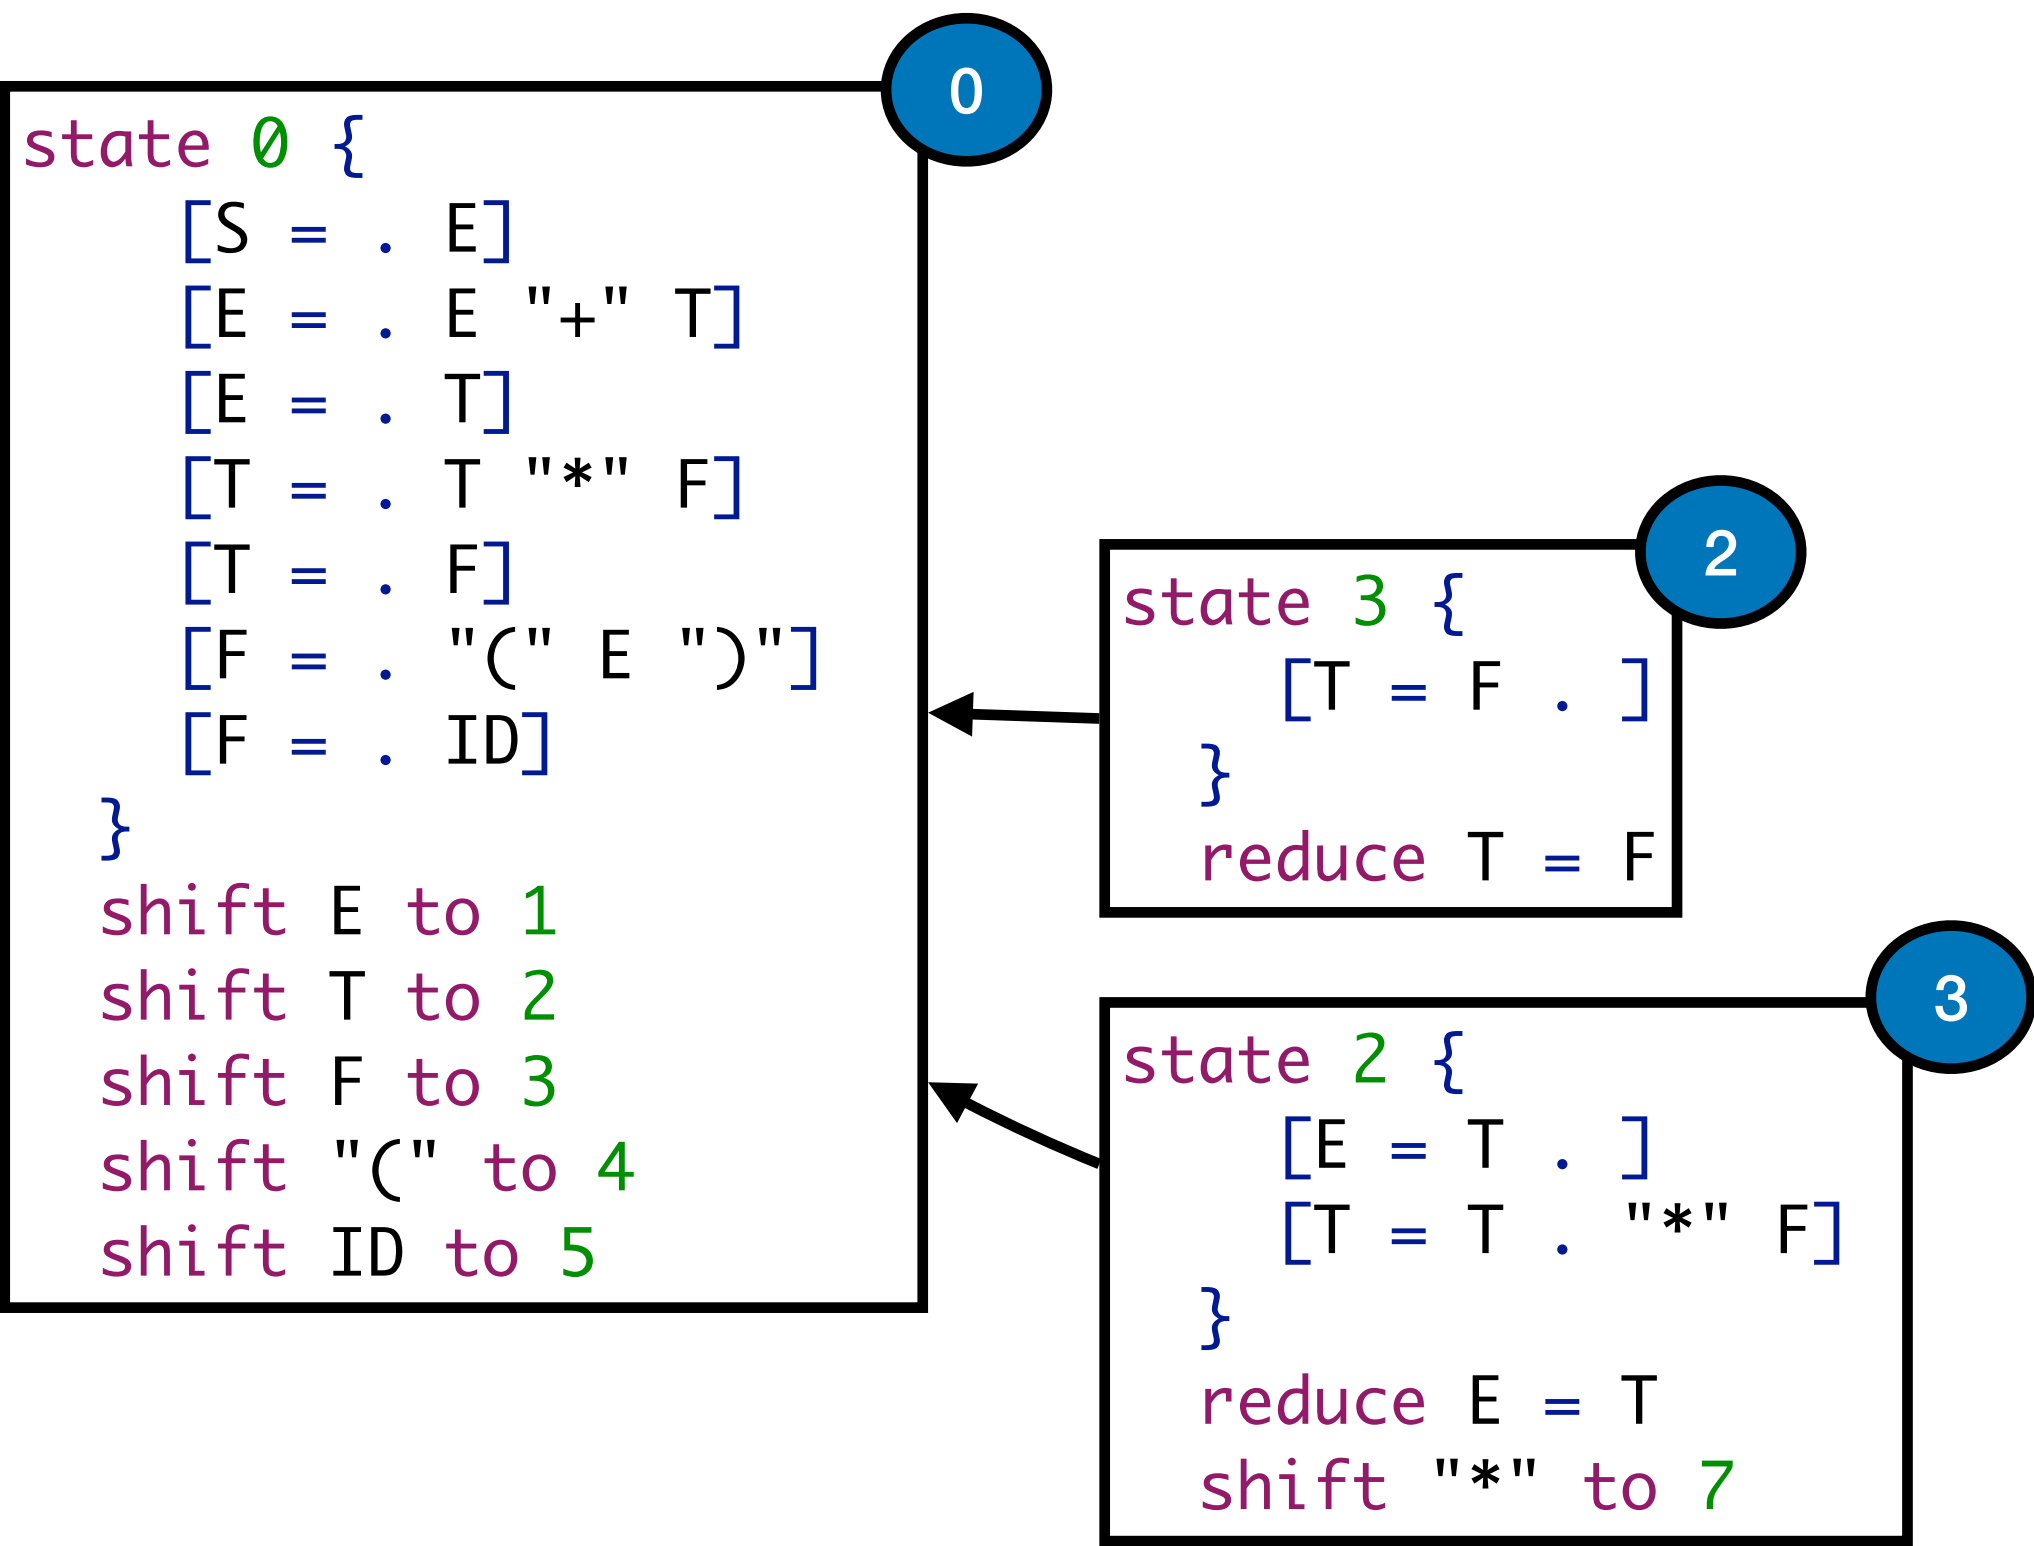 0
state 0 {
[S = . E]
[E = . E "+" T]
[E = . T]
[T = . T "*" F]
[T = . F]
[F = . "(" E ")"]
[F = . ID]
}
shift E to 1
shift T to 2
shift F to 3
shift "(" to 4
shift ID to 5
2
state 3 {
[T = F . ]
}
reduce T = F
3
state 2 {
[E = T . ]
[T = T . "*" F]
}
reduce E = T
shift "*" to 7